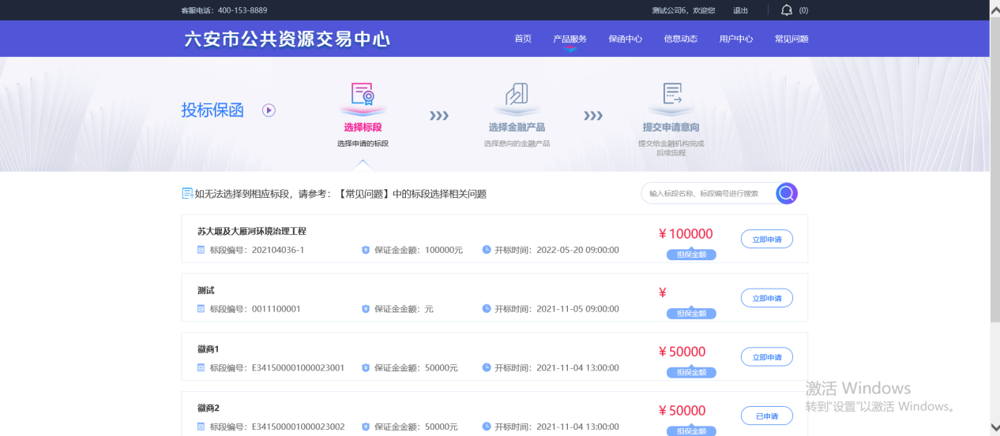 客服电话：400-153-8889
测试公司6，欢迎您 退出 (0)
六安市公共资源交易中心
首页 产品服务 保函中心 信息动态 用户中心 常见问题
投标保函
选择标段
选择申请的标段
选择金融产品
选择意向的金融产品
提交申请意向
提交给金融机构完成
后续流程
如无法选择到相应标段，请参考：【常见问题】中的标段选择相关问题
输入标段名称、标段编号进行搜索
苏大堰及大雁河环境治理工程
标段编号：202104036-1 保证金金额：100000元 开标时间：2022-05-20 09:00:00
￥100000
担保金额
立即申请
测试
标段编号：0011100001 保证金金额：元 开标时间：2021-11-05 09:00:00
￥
担保金额
立即申请
徽商1
标段编号：E341500001000023001 保证金金额：50000元 开标时间：2021-11-04 13:00:00
￥50000
担保金额
立即申请
徽商2
标段编号：E341500001000023002 保证金金额：50000元 开标时间：2021-11-04 13:00:00
￥50000
担保金额
已申请
激活 Windows
转到"设置"以激活 Windows。